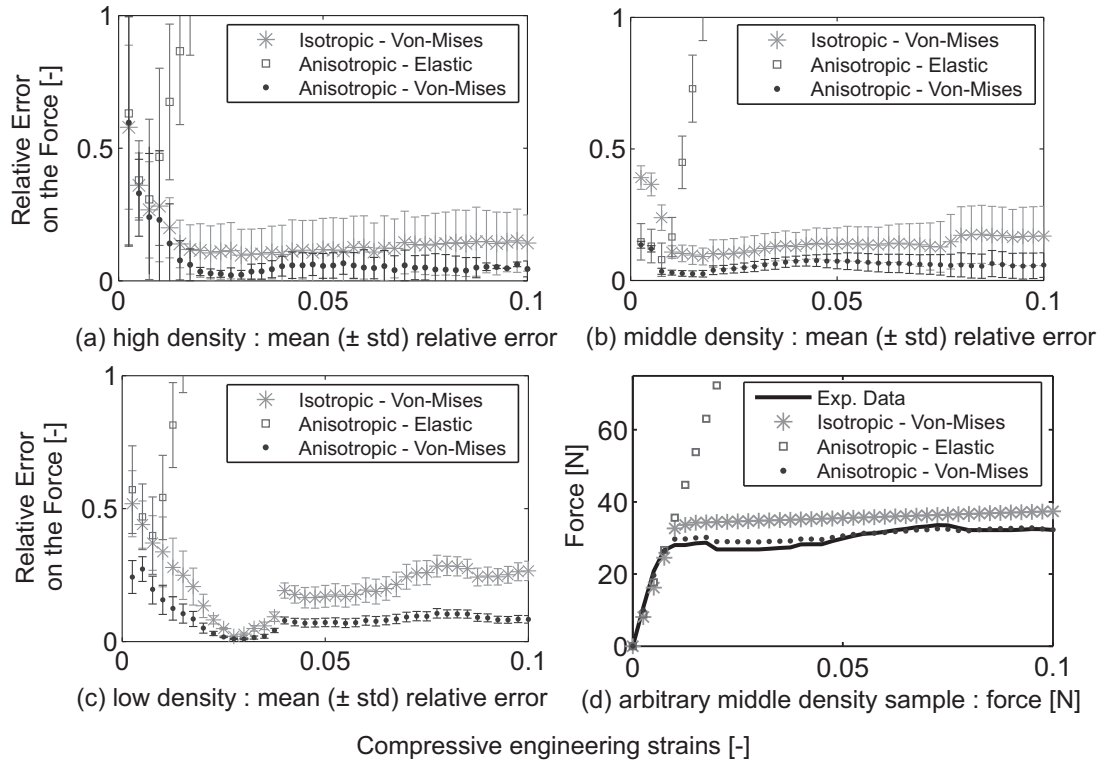 Relative Error
on the Force [-]
1
0.5
0
0
0.05
0.1
Isotropic - Von-Mises
Anisotropic - Elastic
Anisotropic - Von-Mises
(a) high density : mean (± std) relative error
1
0.5
0
0
0.05
0.1
Isotropic - Von-Mises
Anisotropic - Elastic
Anisotropic - Von-Mises
(b) middle density : mean (± std) relative error
Relative Error
on the Force [-]
1
0.5
0
0
0.05
0.1
Isotropic - Von-Mises
Anisotropic - Elastic
Anisotropic - Von-Mises
(c) low density : mean (± std) relative error
Force [N]
60
40
20
0
0
0.05
0.1
Exp. Data
Isotropic - Von-Mises
Anisotropic - Elastic
Anisotropic - Von-Mises
(d) arbitrary middle density sample : force [N]
Compressive engineering strains [-]